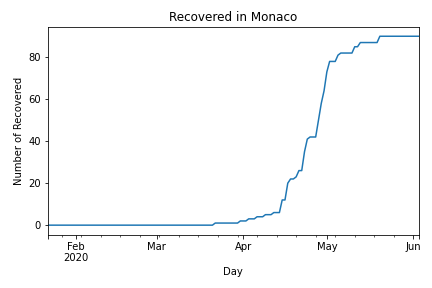 Recovered in Monaco
Number of Recovered
80
60
40
20
0
Feb
2020
Mar
Apr
May
Jun
Day